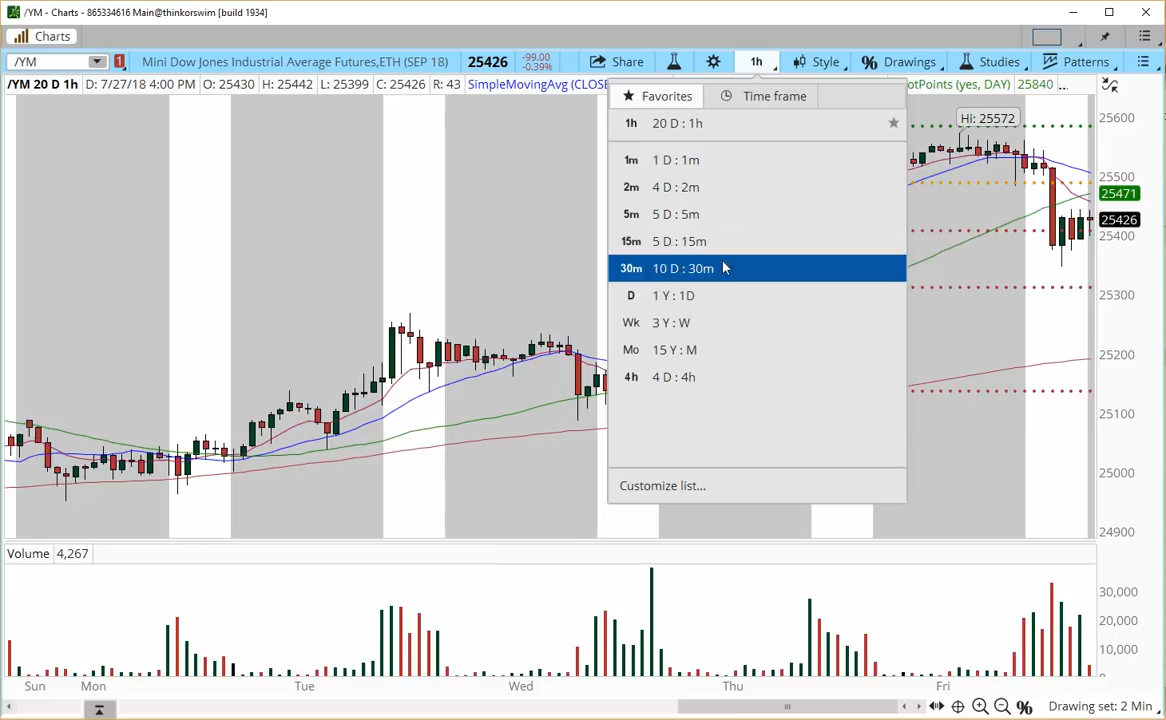 /YM - Charts - 865334616 Main@thinkorswim [build 1934]
Charts
/YM 1 Mini Dow Jones Industrial Average Futures,ETH (SEP 18) 25426 -99.00 -0.39% Share 1h Style % Drawings Studies Patterns
/YM 20 D 1h D: 7/27/18 4:00 PM O: 25430 H: 25442 L: 25399 C: 25426 R: 43 SimpleMovingAvg (CLOSE otPoints (yes, DAY) 25840 ...
Favorites Time frame
1h 20 D : 1h
1m 1 D : 1m
2m 4 D : 2m
5m 5 D : 5m
15m 5 D : 15m
30m 10 D : 30m
D 1 Y : 1D
Wk 3 Y : W
Mo 15 Y : M
4h 4 D : 4h
Customize list...
Hi: 25572
25600
25500
25471
25426
25400
25300
25200
25100
25000
24900
Volume 4,267
30,000
20,000
10,000
Sun Mon Tue Wed Thu Fri
% Drawing set: 2 Min